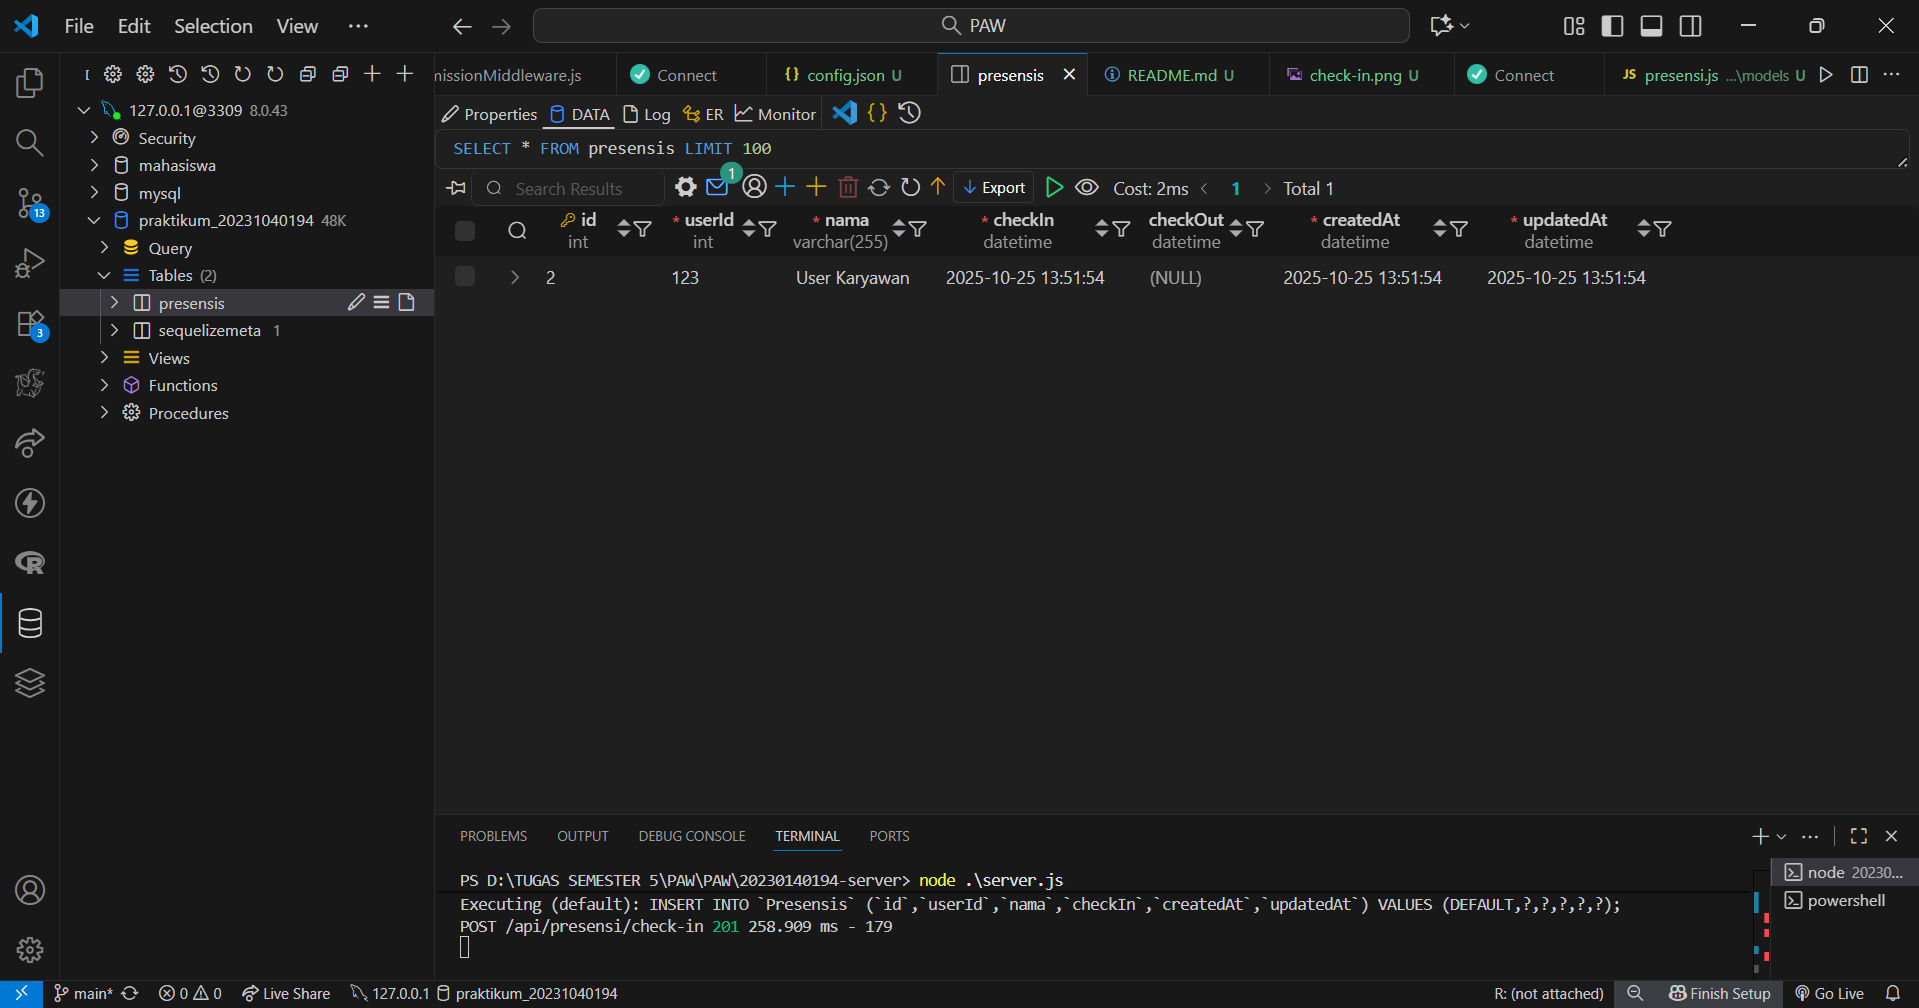 File Edit Selection View ··· PAW
missionMiddleware.js Connect {} config.json U presensis README.md U check-in.png U Connect JS presensi.js ...\models U ···
127.0.0.1@3309 8.0.43
Security
mahasiswa
mysql
praktikum_20231040194 48K
Query
Tables (2)
presensis
sequelizemeta 1
Views
Functions
Procedures
13
3
Properties DATA Log ER Monitor {}
SELECT * FROM presensis LIMIT 100
Search Results 1 Export Cost: 2ms < 1 > Total 1
id * userId * nama * checkIn checkOut * createdAt * updatedAt
int int varchar(255) datetime datetime datetime datetime
2 123 User Karyawan 2025-10-25 13:51:54 (NULL) 2025-10-25 13:51:54 2025-10-25 13:51:54
PROBLEMS OUTPUT DEBUG CONSOLE TERMINAL PORTS
PS D:\TUGAS SEMESTER 5\PAW\PAW\20230140194-server> node .\server.js
Executing (default): INSERT INTO `Presensis` (`id`,`userId`,`nama`,`checkIn`,`createdAt`,`updatedAt`) VALUES (DEFAULT,?,?,?,?,?);
POST /api/presensi/check-in 201 258.909 ms - 179
node 20230...
powershell
main* 0 0 Live Share 127.0.0.1 praktikum_20231040194 R: (not attached) Finish Setup Go Live